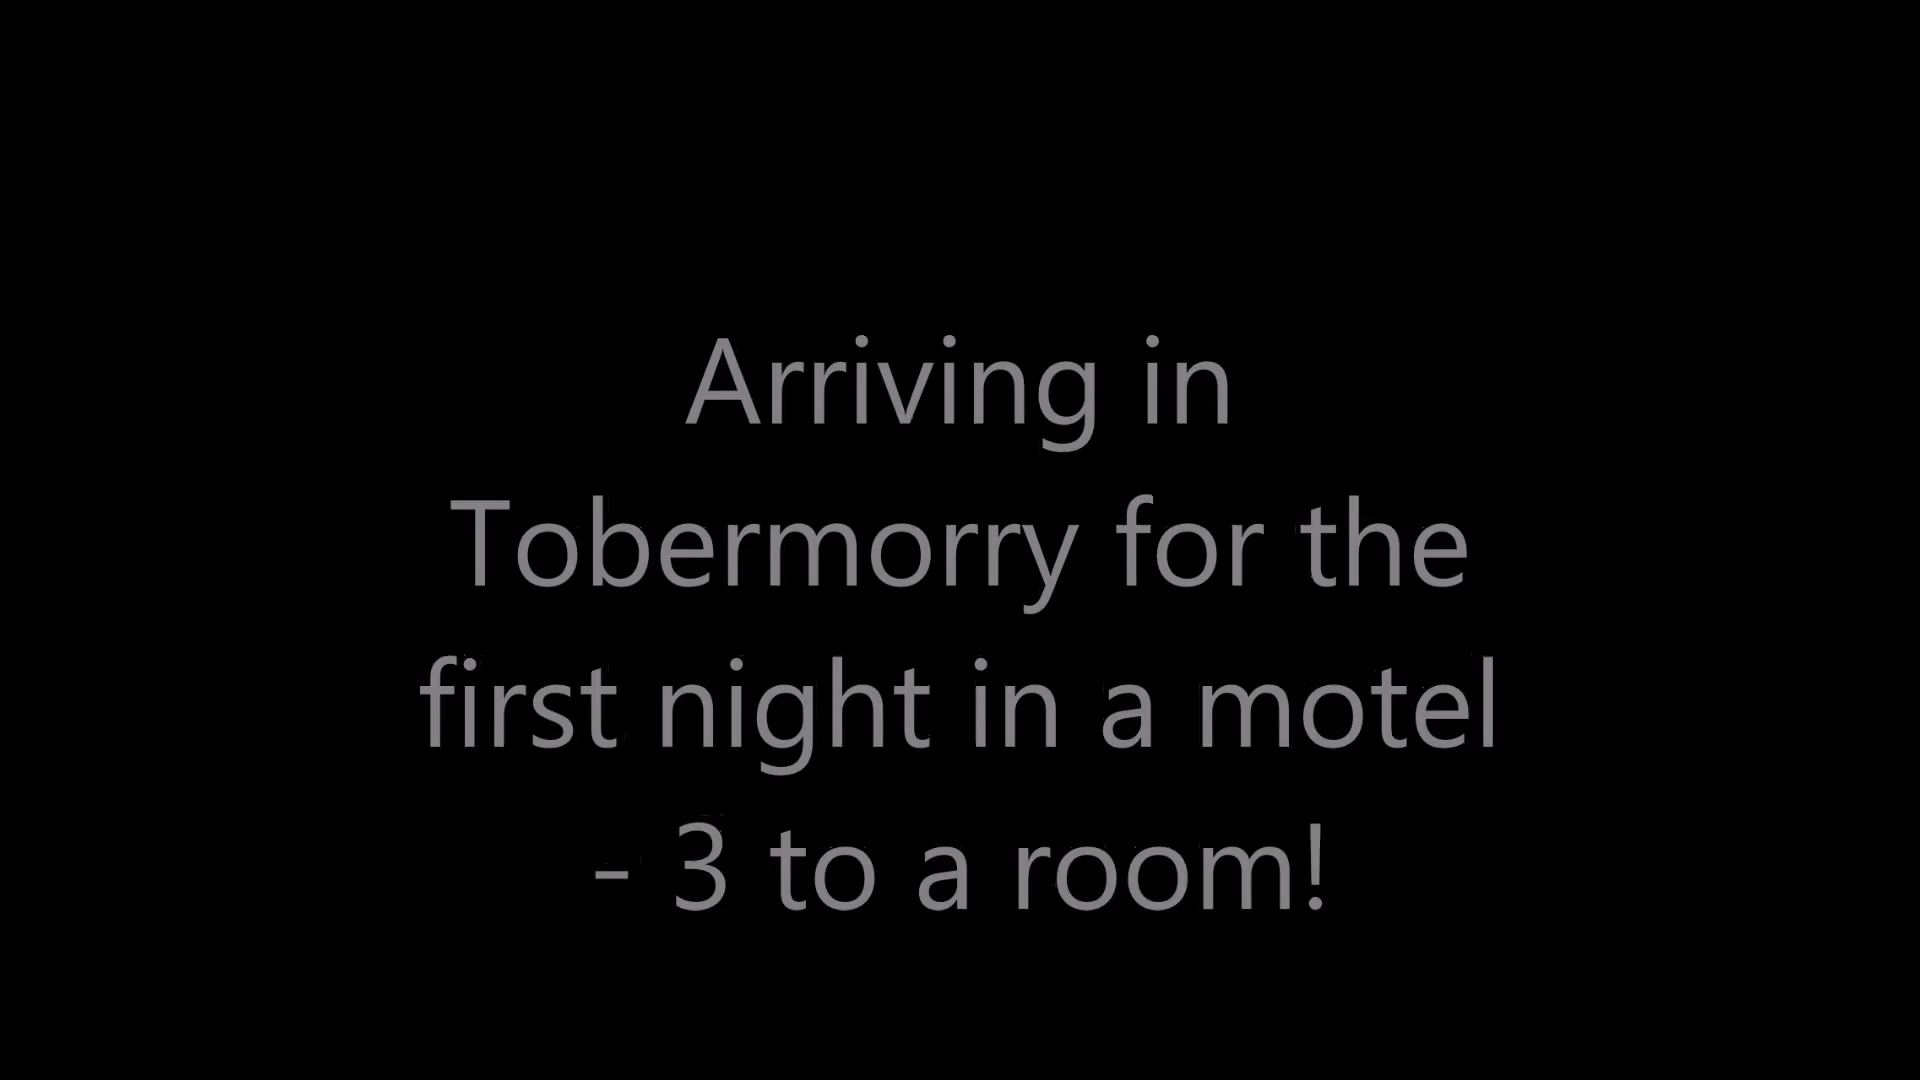 Arriving in
Tobermorry for the
first night in a motel
- 3 to a room!